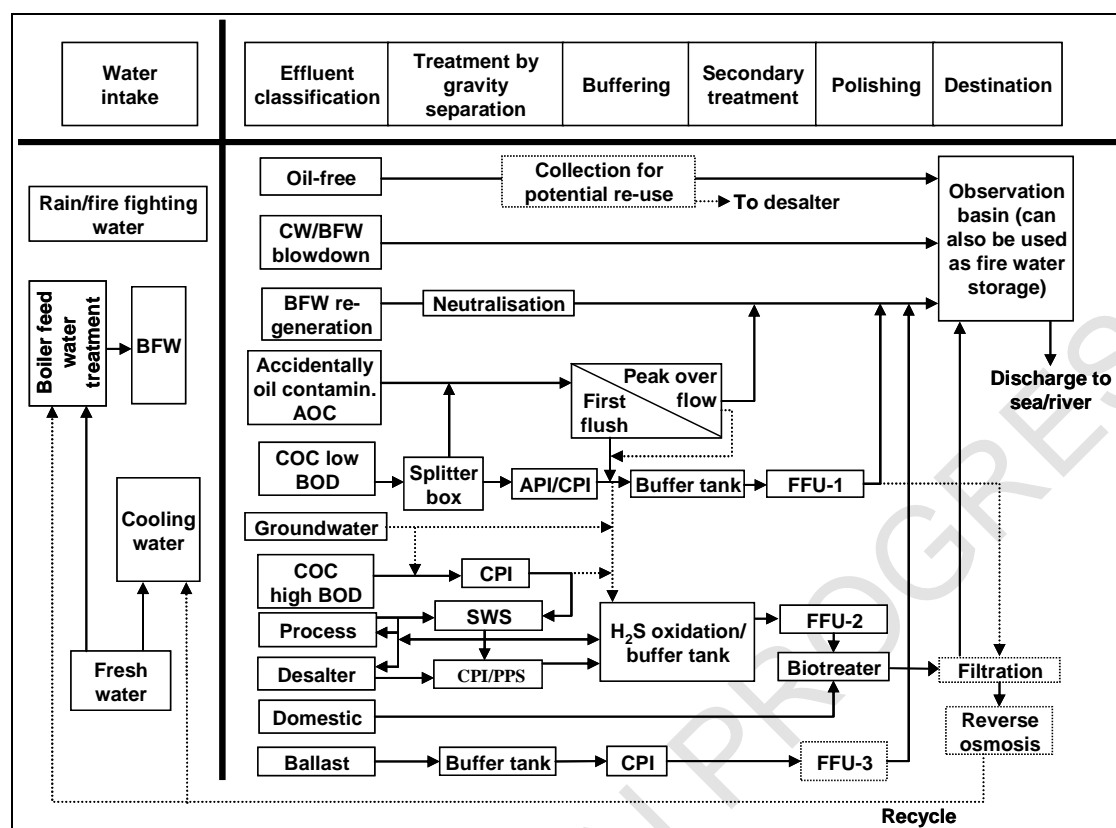 Water
intake
Effluent
classification
Treatment by
gravity
separation
Buffering
Secondary
treatment
Polishing
Destination
Rain/fire fighting
water
Boiler feed
water
treatment
BFW
Cooling
water
Fresh
water
Oil-free
Collection for
potential re-use
To desalter
Observation
basin (can
also be used
as fire water
storage)
CW/BFW
blowdown
BFW re-
generation
Neutralisation
Accidentally
oil contamin.
AOC
Peak over
flow
First
flush
Discharge to
sea/river
COC low
BOD
Splitter
box
API/CPI
Buffer tank
FFU-1
Groundwater
COC
high BOD
CPI
Process
SWS
H2S oxidation/
buffer tank
FFU-2
Desalter
CPI/PPS
Biotreater
Filtration
Domestic
Reverse
osmosis
Ballast
Buffer tank
CPI
FFU-3
Recycle
I PROGRES